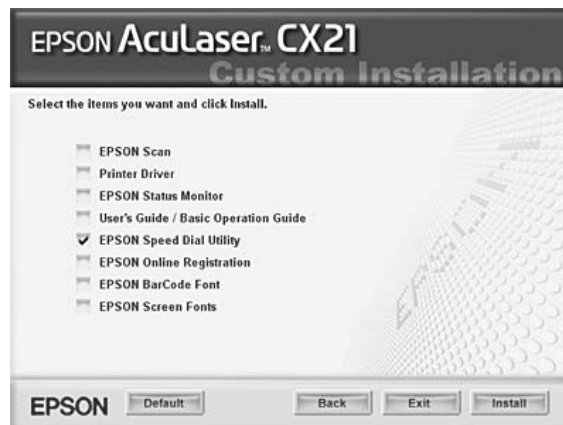 EPSON AcuLaser™ CX21
Custom Installation
Select the items you want and click Install.
EPSON Scan
Printer Driver
EPSON Status Monitor
User's Guide / Basic Operation Guide
EPSON Speed Dial Utility
EPSON Online Registration
EPSON BarCode Font
EPSON Screen Fonts
EPSON
EPSON Default Back Exit Install